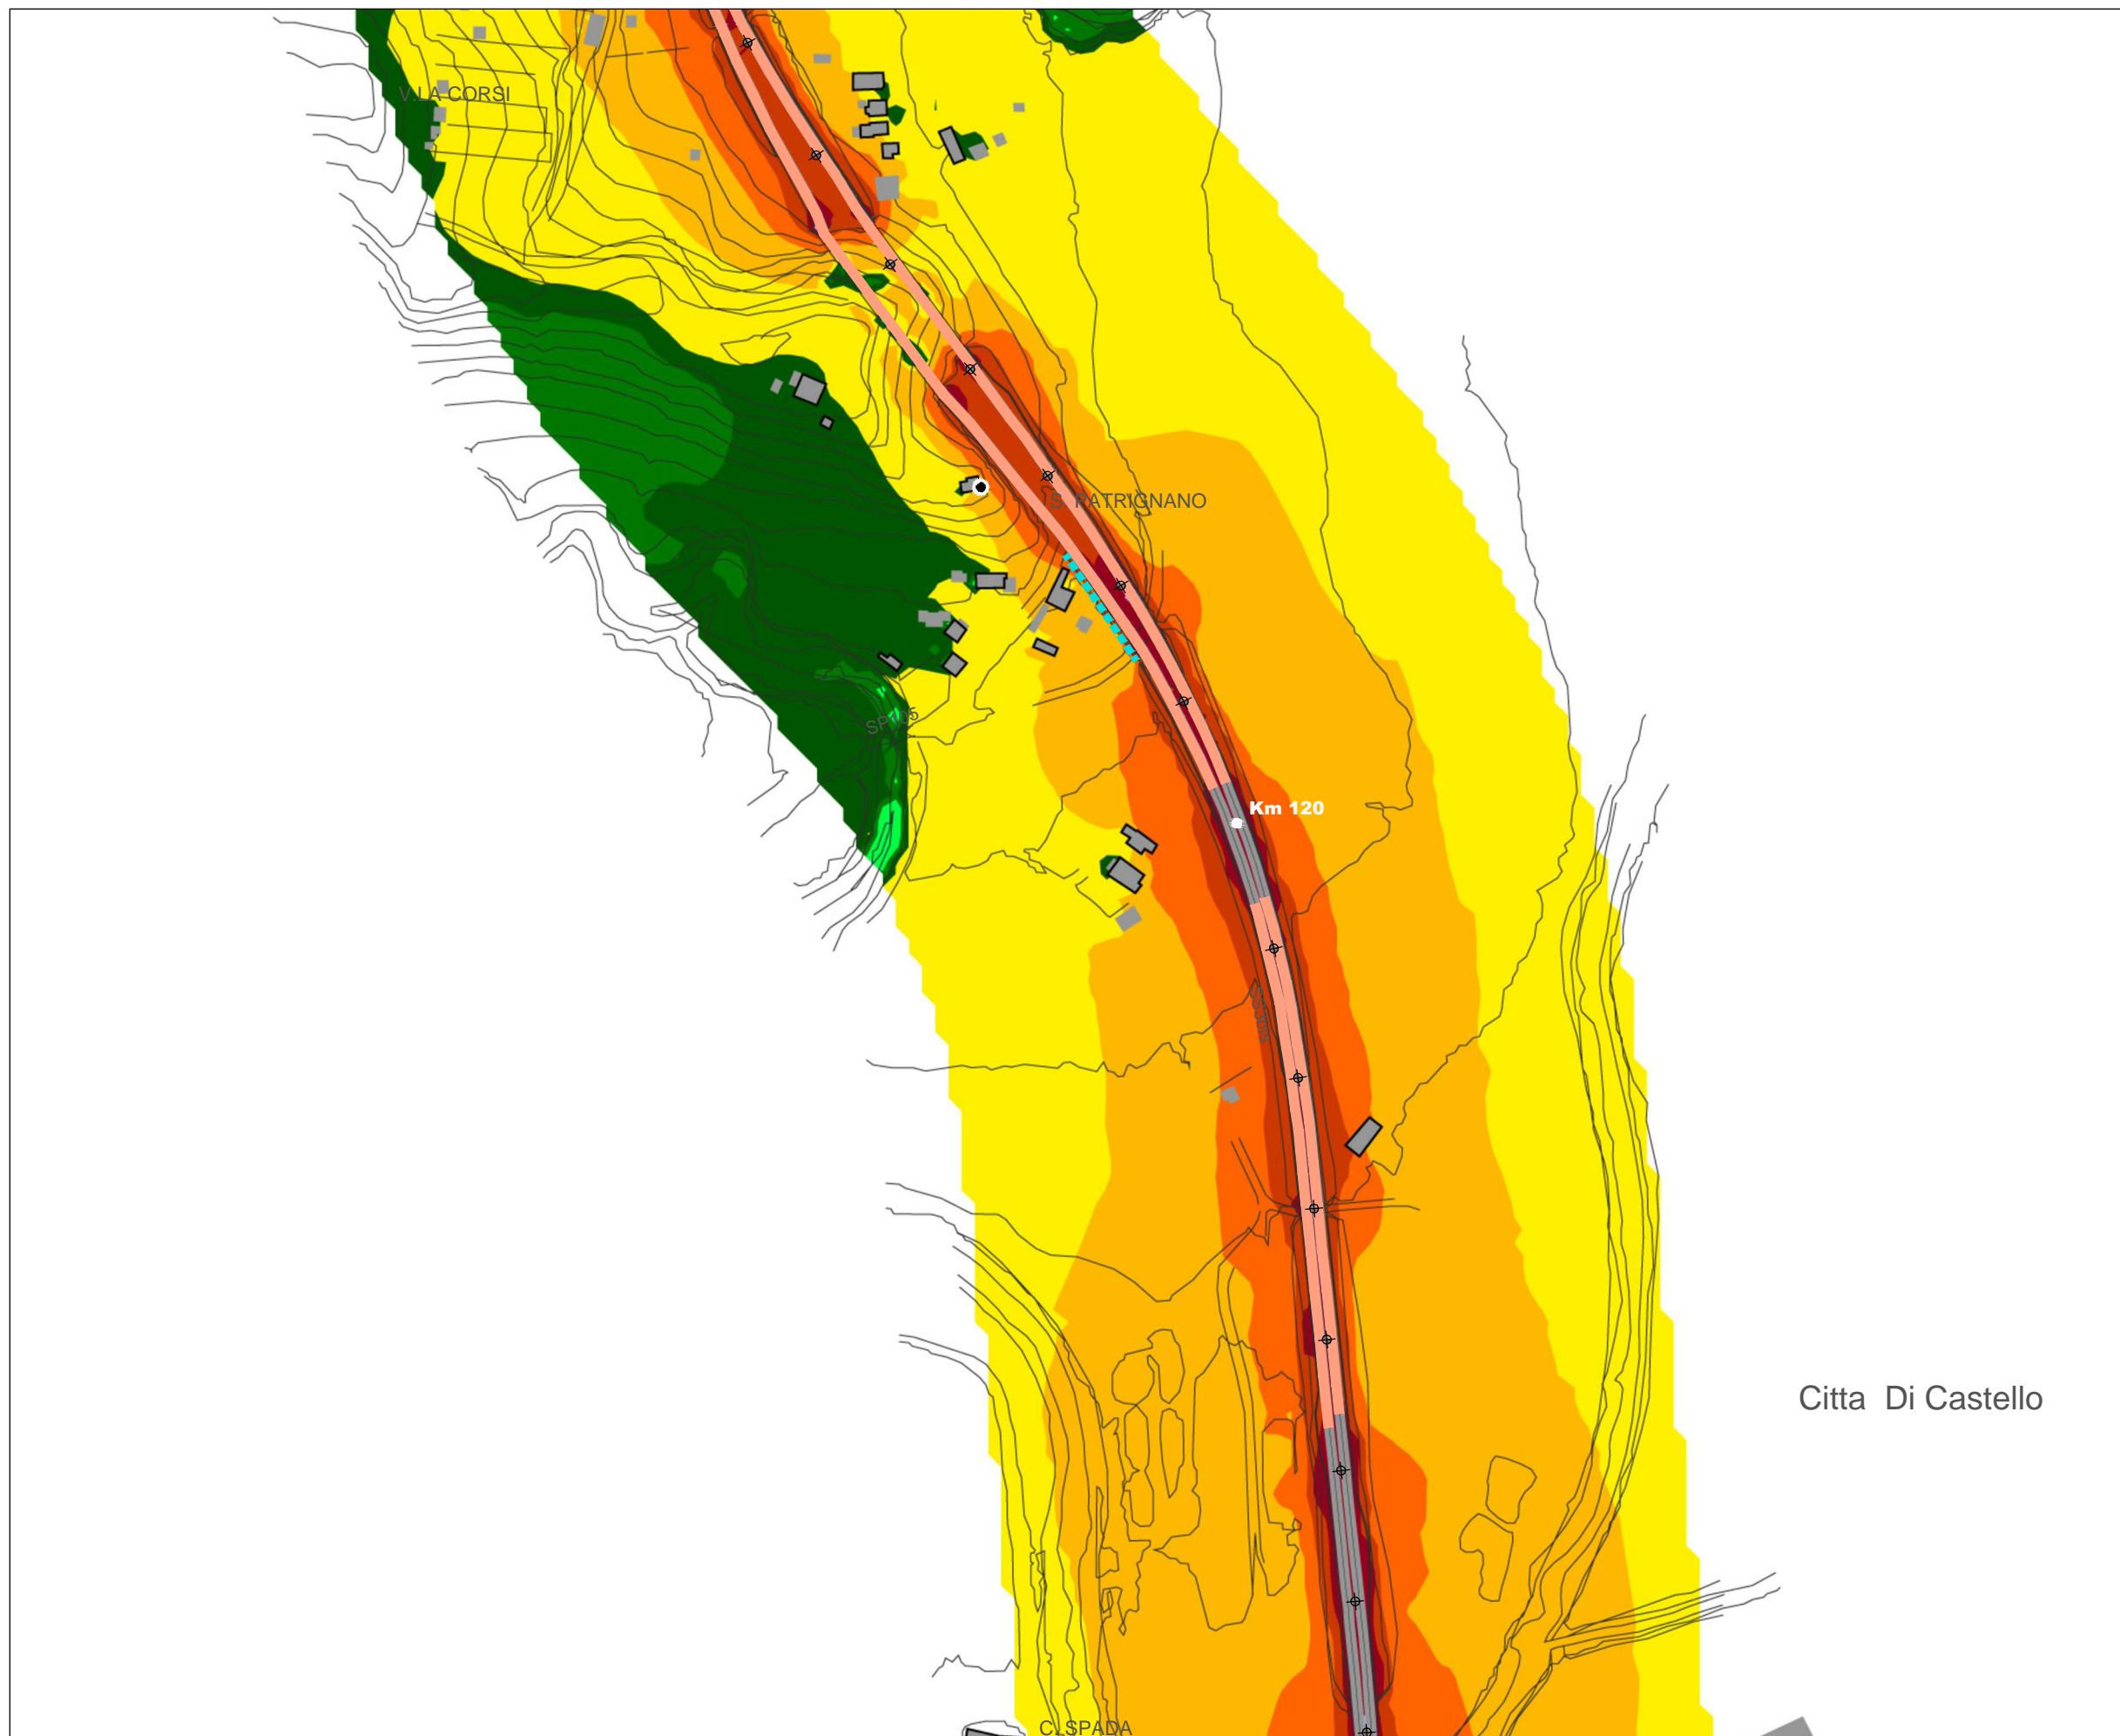 V.LA CORSI
S. PATRIGNANO
SP105
Km 120
Citta Di Castello
C. SPADA